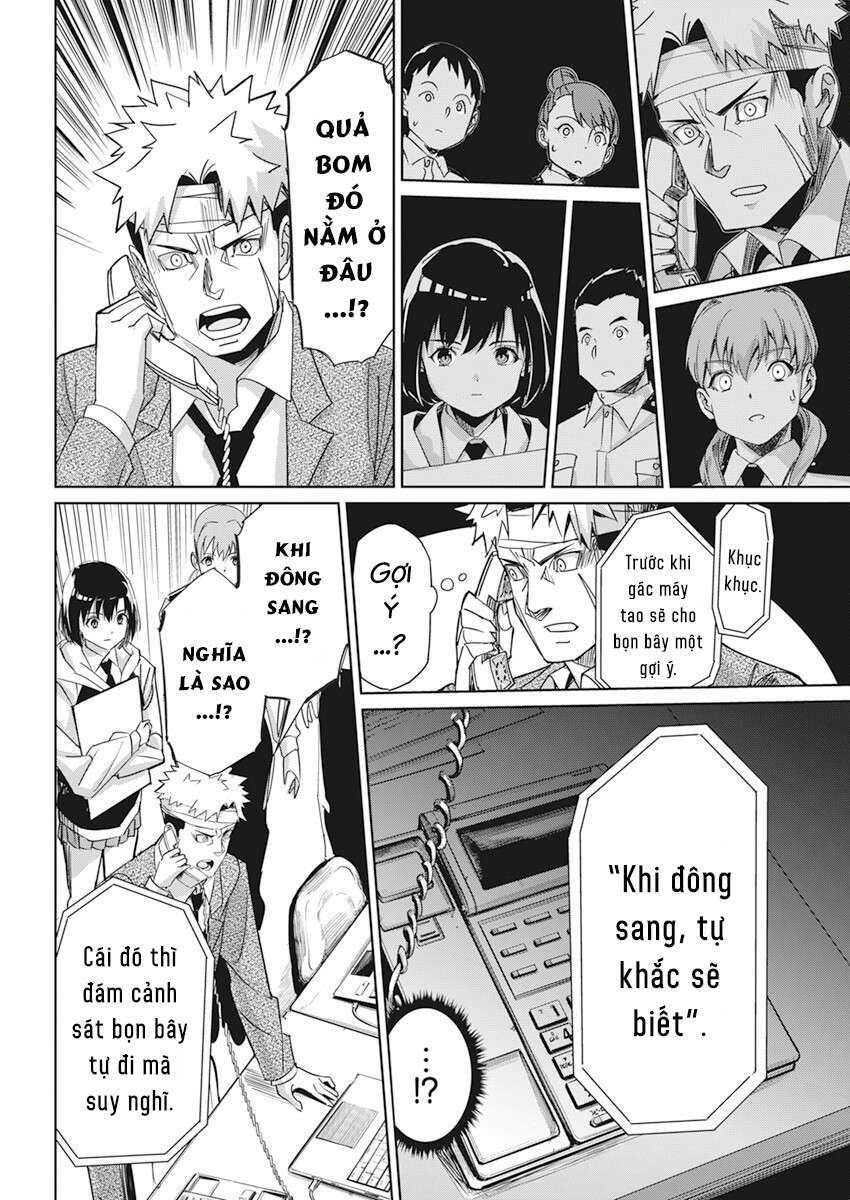 QUẢ
BOM
ĐÓ
NẰM Ở
ĐÂU
...!?
Khục
khục.
Trước khi
gác máy
tao sẽ cho
bọn bây một
gợi ý.
GỢI
Ý
...?
"Khi đông
sang, tự
khắc sẽ
biết".
...
!?
KHI
ĐÔNG
SANG
...!?
NGHĨA
LÀ SAO
...!?
Cái đó thì
đám cảnh
sát bọn bây
tự đi mà
suy nghĩ.